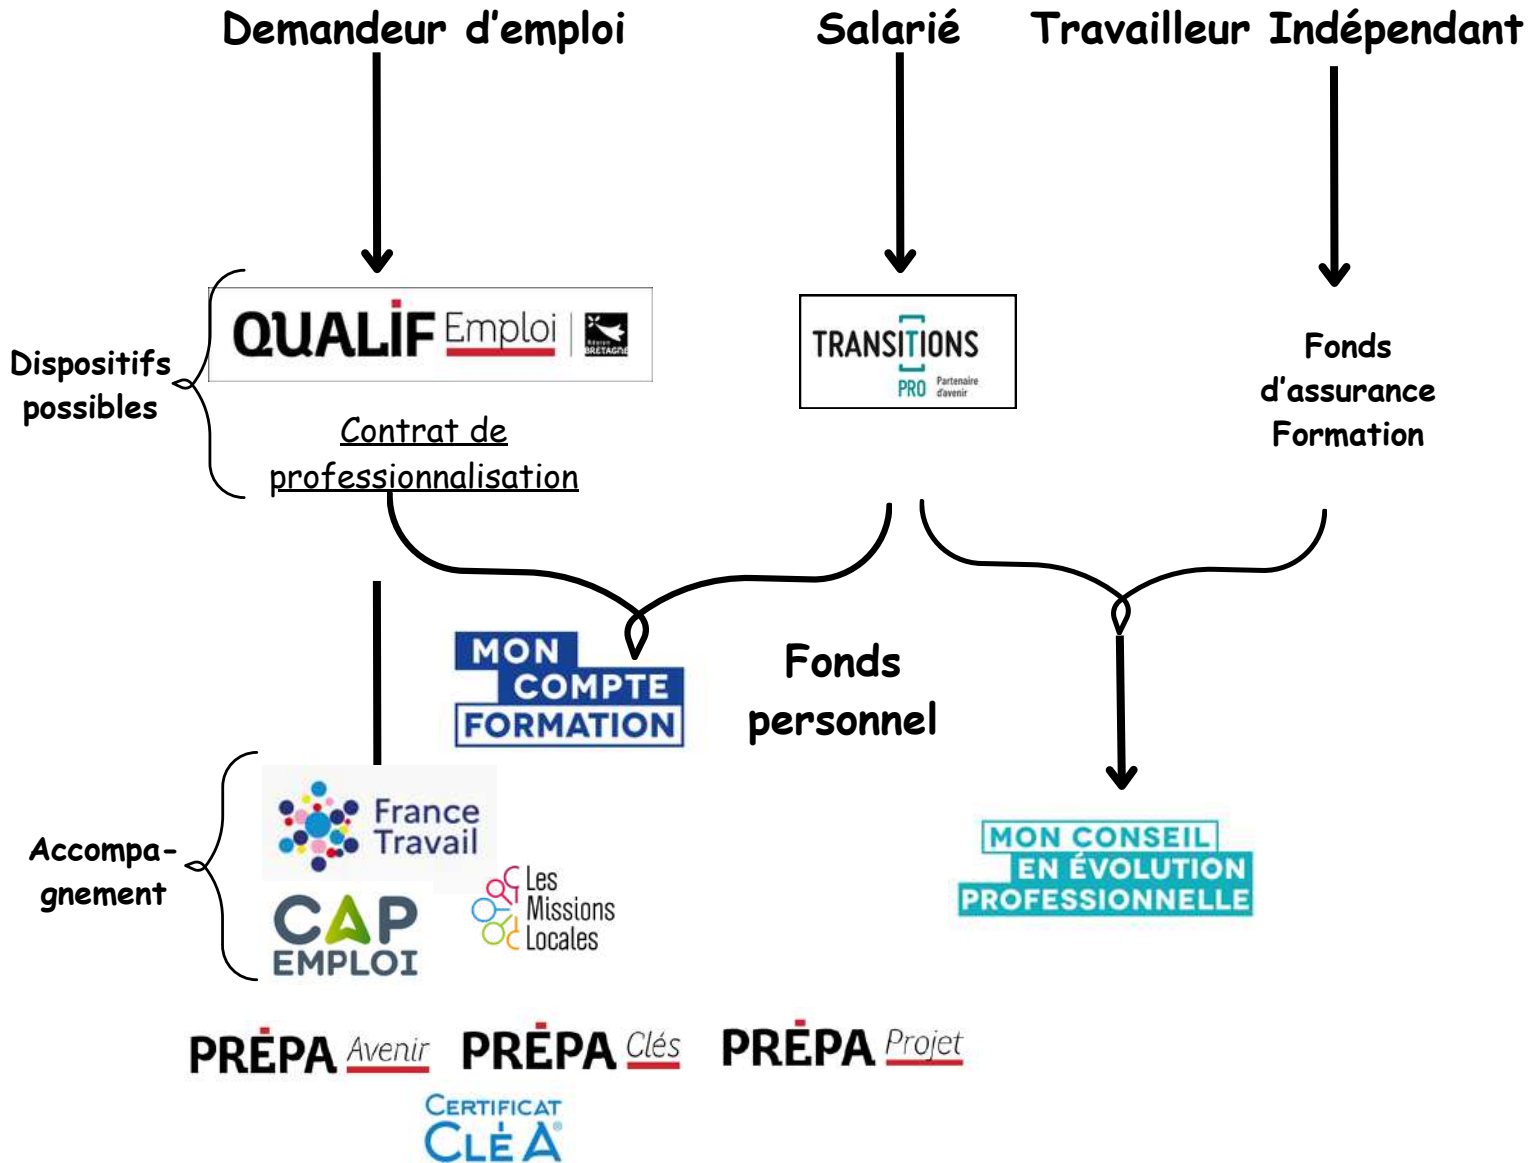 Demandeur d'emploi
Salarié
Travailleur Indépendant
Dispositifs
possibles
QUALIF Emploi
Région
BRETAGNE
Contrat de
professionnalisation
TRANSITIONS
PRO
Partenaire
d'avenir
Fonds
d'assurance
Formation
MON
COMPTE
FORMATION
Fonds
personnel
Accompa-
gnement
France
Travail
CAP
EMPLOI
Les
Missions
Locales
MON CONSEIL
EN ÉVOLUTION
PROFESSIONNELLE
PRÉPA Avenir
PRÉPA Clés
PRÉPA Projet
CERTIFICAT
CLÉA®